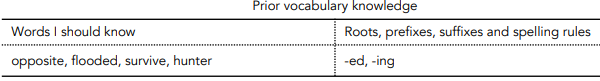 Prior vocabulary knowledge
Words I should know Roots, prefixes, suffixes and spelling rules
opposite, flooded, survive, hunter -ed, -ing